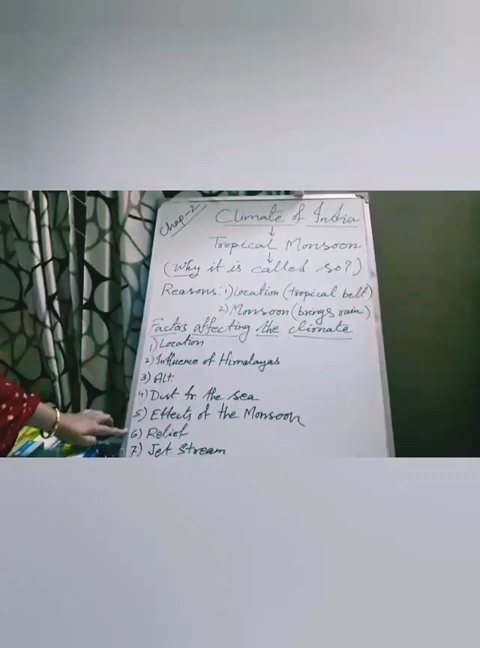 Chap-2
Climate of India
↓
Tropical Monsoon
↓
(Why it is called so?)
Reasons: 1) Location (tropical belt)
2) Monsoon (brings rain)
Factors affecting the climate
1) Location
2) Influence of Himalayas
3) Alt.
4) Dist fr. the sea
5) Effects of the Monsoon
6) Relief
7) Jet Stream